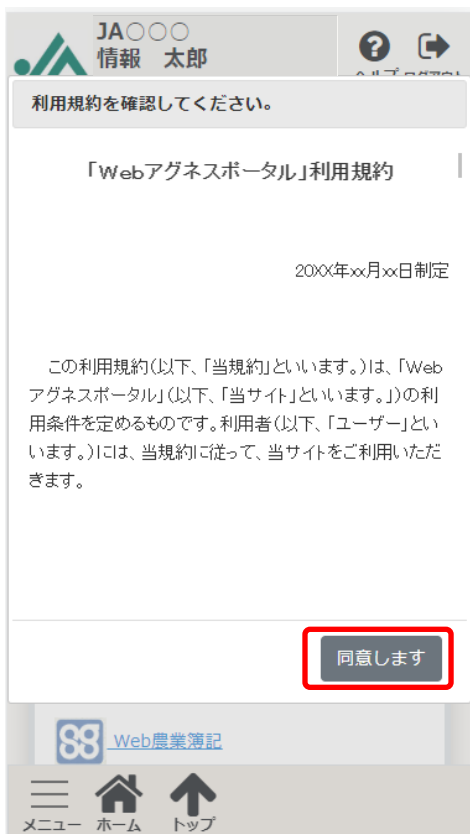 JA○○○
情報 太郎
利用規約を確認してください。
「Webアグネスポータル」利用規約
20XX年xx月xx日制定
この利用規約(以下、「当規約」といいます。)は、「Web
アグネスポータル」(以下、「当サイト」といいます。」)の利
用条件を定めるものです。利用者(以下、「ユーザー」とい
います。)には、当規約に従って、当サイトをご利用いただ
きます。
同意します
Web農業簿記
メニュー ホーム トップ